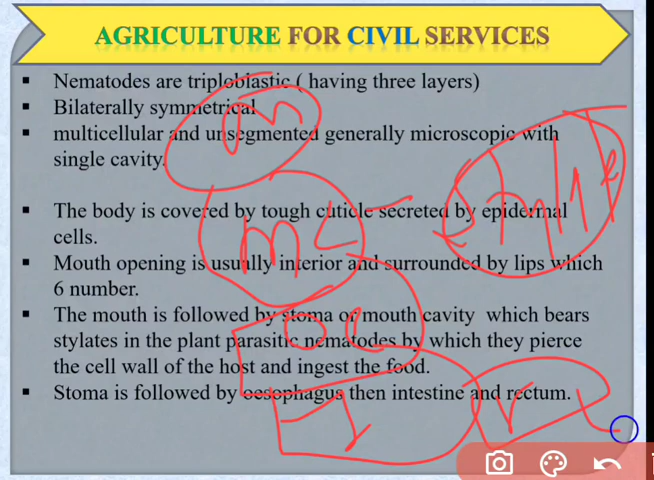 AGRICULTURE FOR CIVIL SERVICES
▪ Nematodes are triploblastic ( having three layers)
▪ Bilaterally symmetrical
▪ multicellular and unsegmented generally microscopic with
single cavity.
▪ The body is covered by tough cuticle secreted by epidermal
cells.
▪ Mouth opening is usually interior and surrounded by lips which
6 number.
▪ The mouth is followed by stoma or mouth cavity which bears
stylates in the plant parasitic nematodes by which they pierce
the cell wall of the host and ingest the food.
▪ Stoma is followed by oesophagus then intestine and rectum.